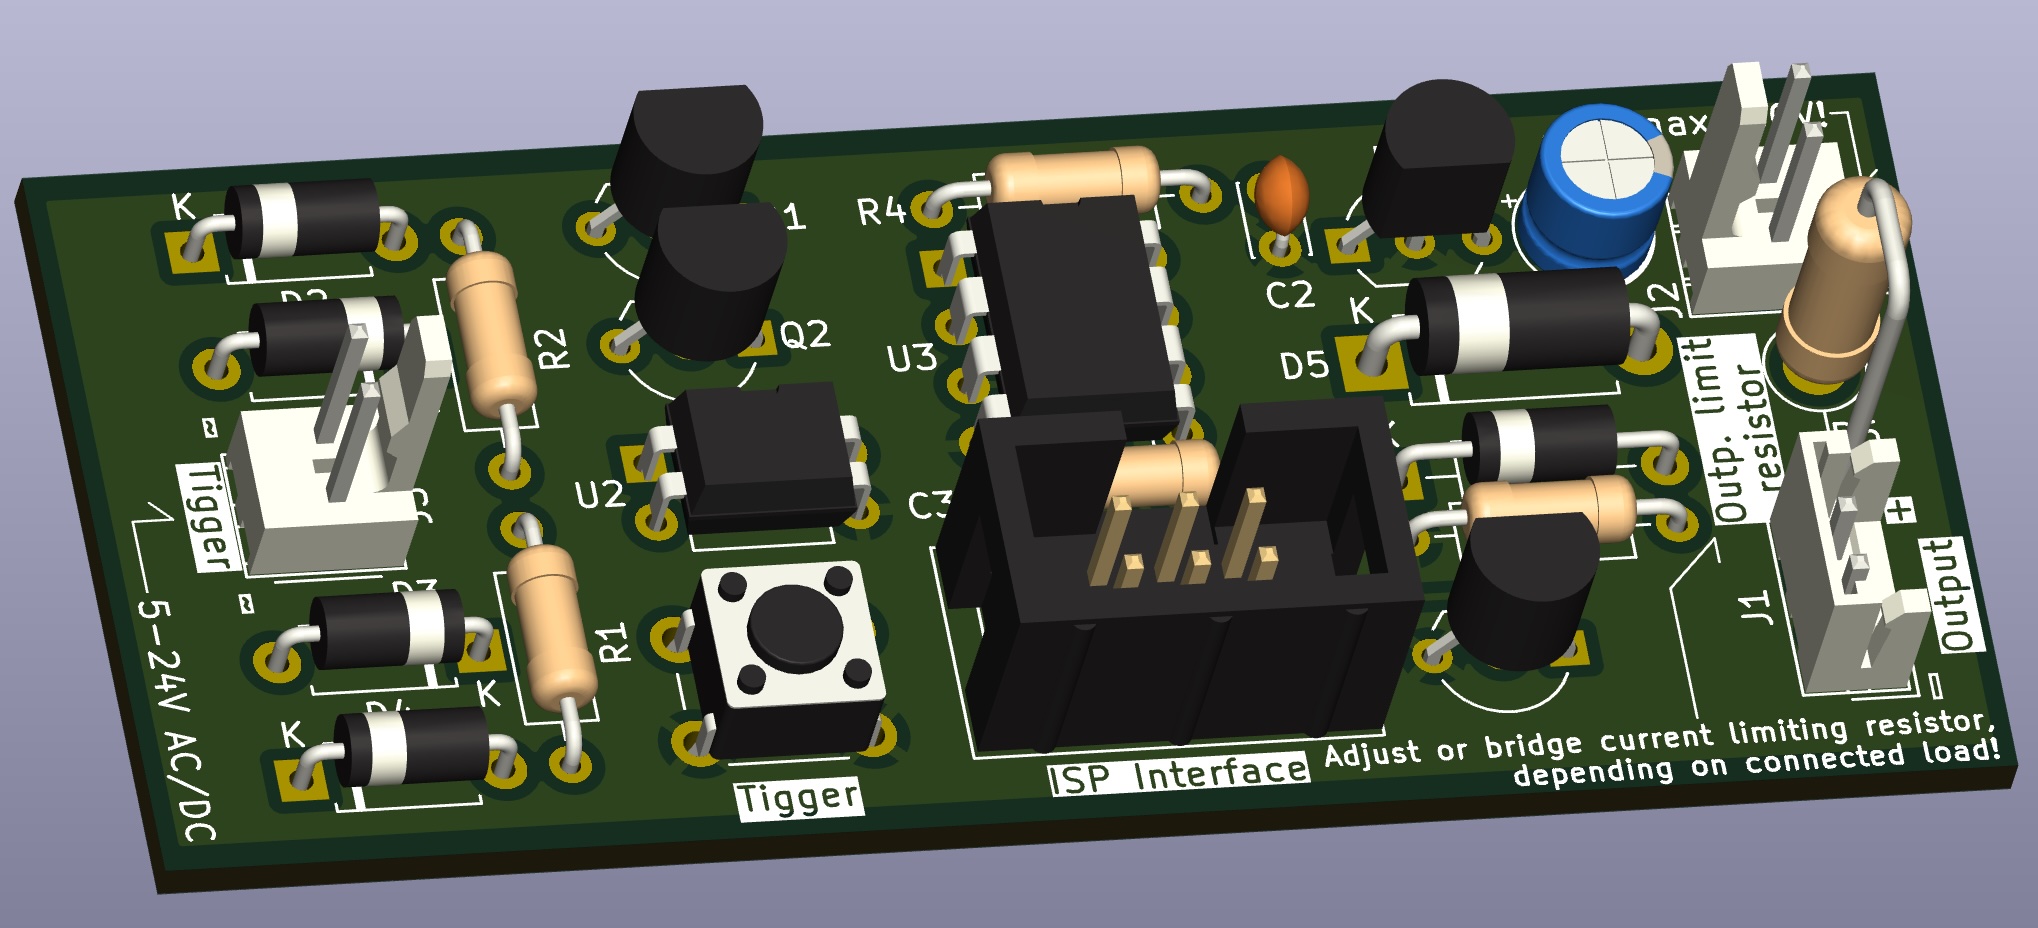 K
R4
C2
K
Q2
R2
U3
D5
J2
Outp. limit
resistor
U2
C3
Tigger
~
~
+
Output
J1
R1
K
K
5-24V AC/DC
Tigger
ISP Interface
Adjust or bridge current limiting resistor,
depending on connected load!